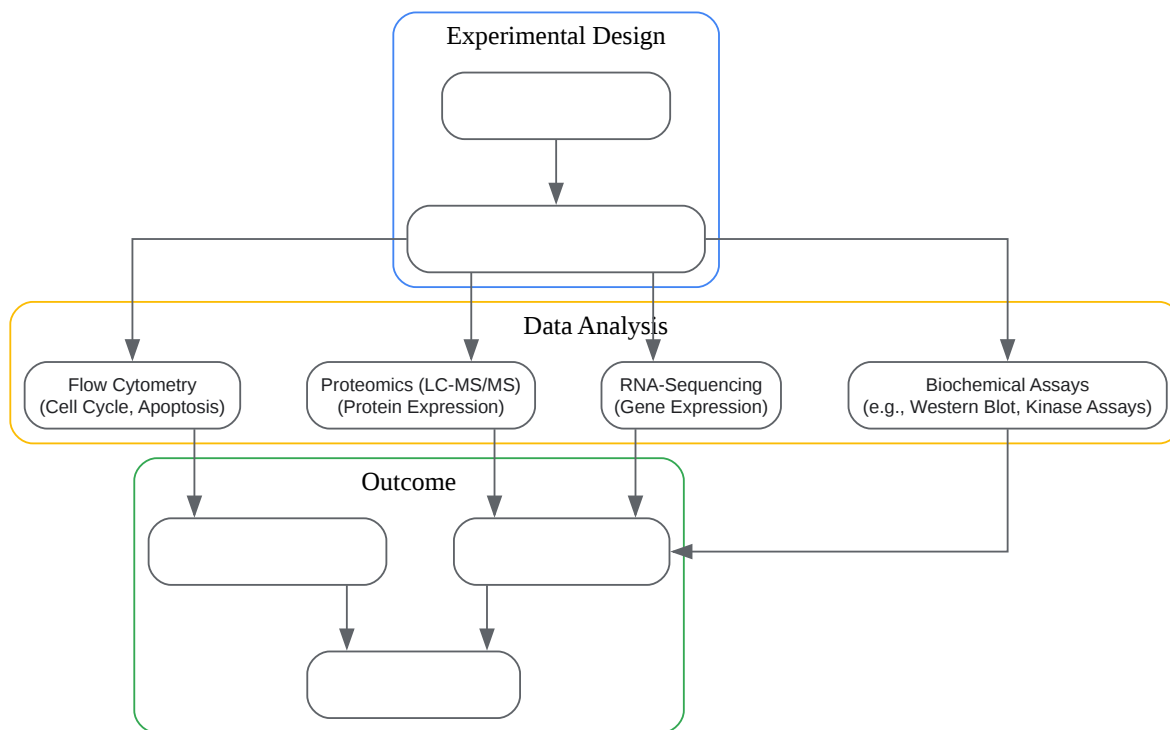 Experimental Design
Data Analysis
Flow Cytometry
(Cell Cycle, Apoptosis)
Proteomics (LC-MS/MS)
(Protein Expression)
RNA-Sequencing
(Gene Expression)
Biochemical Assays
(e.g., Western Blot, Kinase Assays)
Outcome